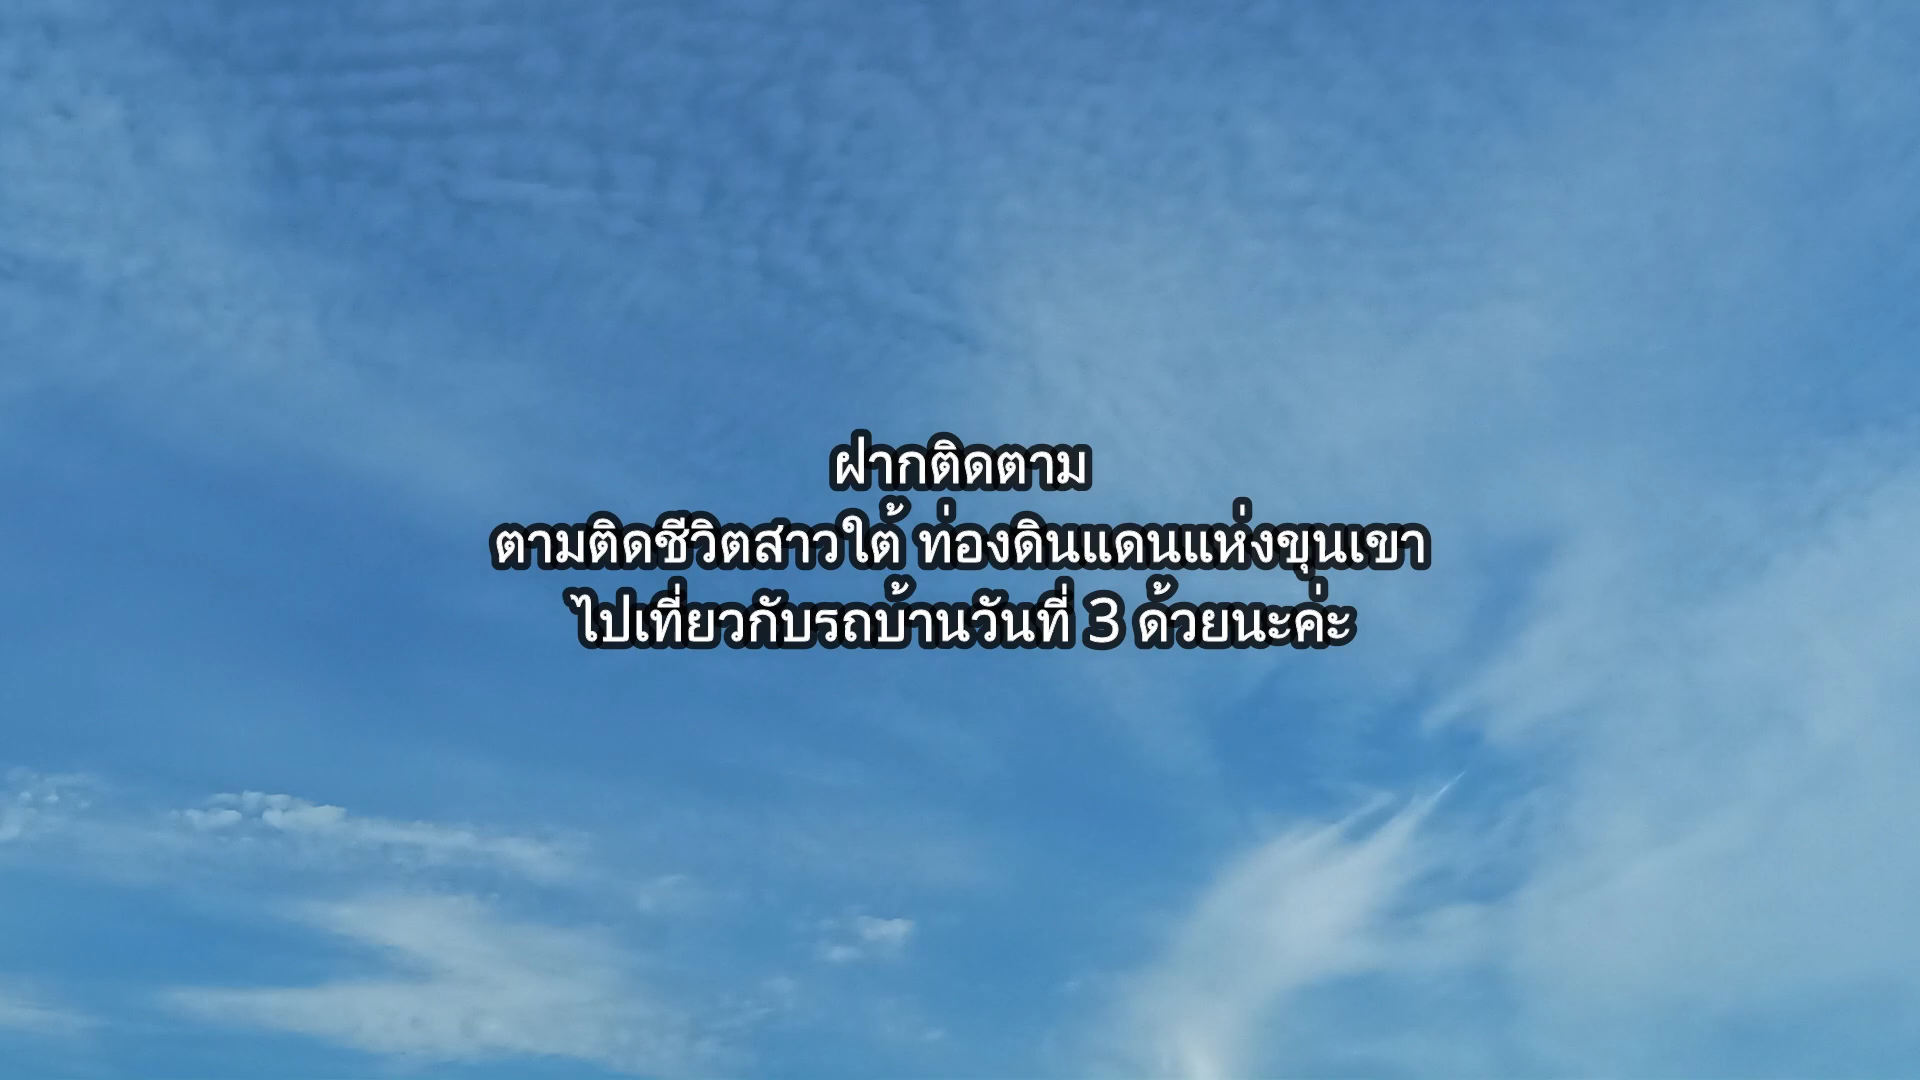 ฝากติดตาม
ตามติดชีวิตสาวใต้ ท่องดินแดนแห่งขุนเขา
ไปเที่ยวกับรถบ้านวันที่ 3 ด้วยนะค่ะ